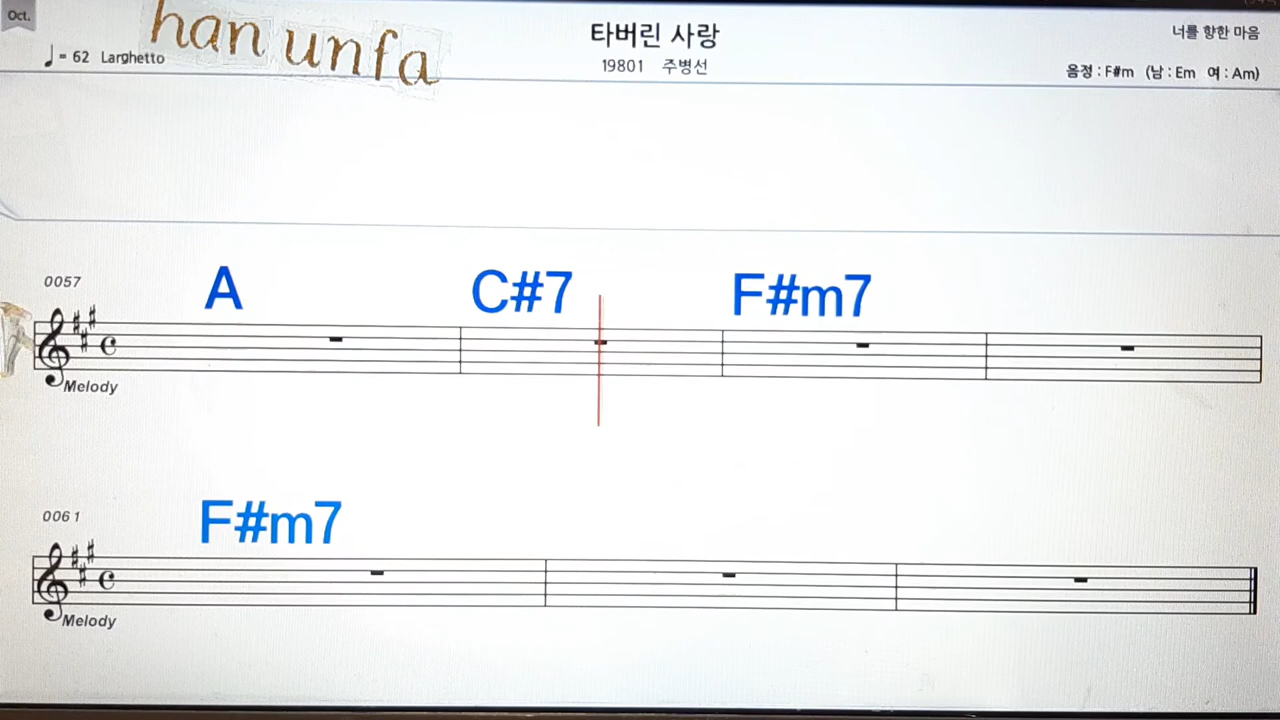 Oct.
han unfa
♩= 62 Larghetto
타버린 사랑
19801 주병선
너를 향한 마음
음정 : F#m (남 : Em 여 : Am)
0057
A C#7 F#m7
Melody
0061
F#m7
Melody